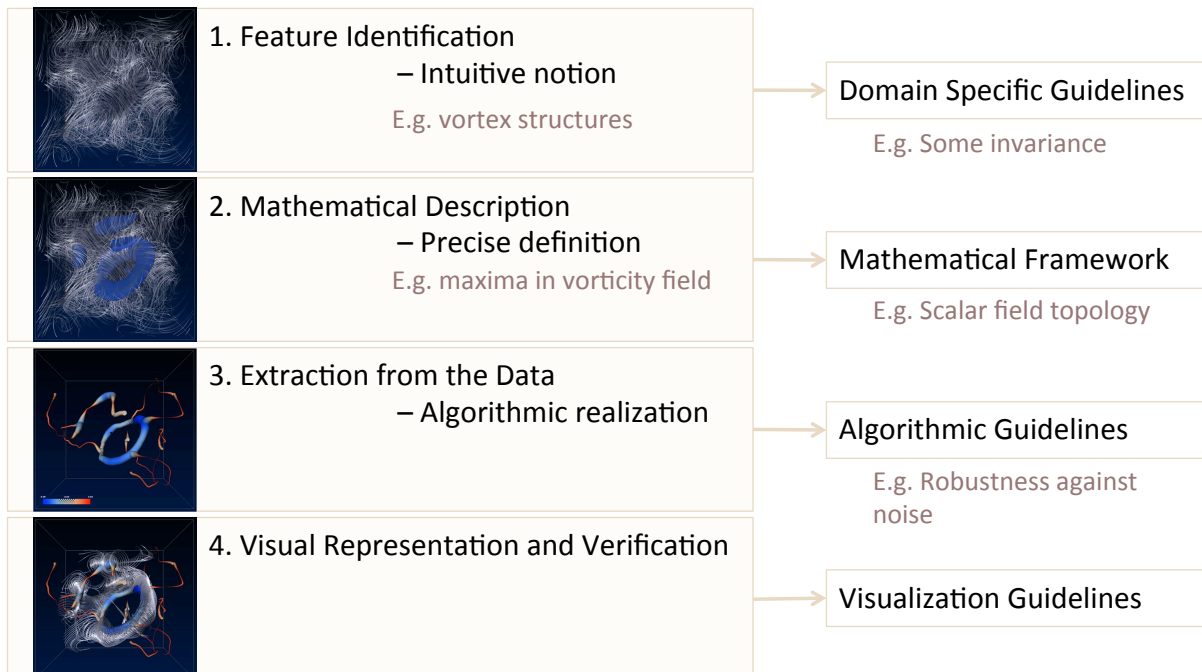 1. Feature Identification
– Intuitive notion
E.g. vortex structures
Domain Specific Guidelines
E.g. Some invariance
2. Mathematical Description
– Precise definition
E.g. maxima in vorticity field
Mathematical Framework
E.g. Scalar field topology
3. Extraction from the Data
– Algorithmic realization
Algorithmic Guidelines
E.g. Robustness against
noise
4. Visual Representation and Verification
Visualization Guidelines